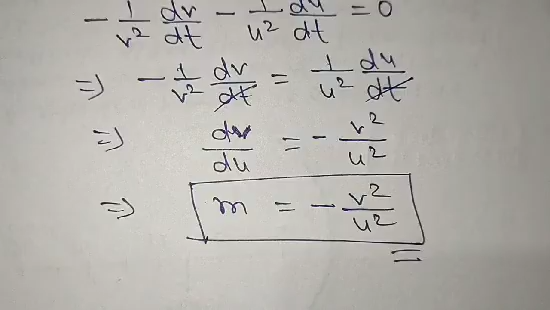 - 1/v² dv/dt - 1/u² du/dt = 0
⇒ - 1/v² dv/dt = 1/u² du/dt
⇒ dv/du = - v²/u²
⇒ m = - v²/u²